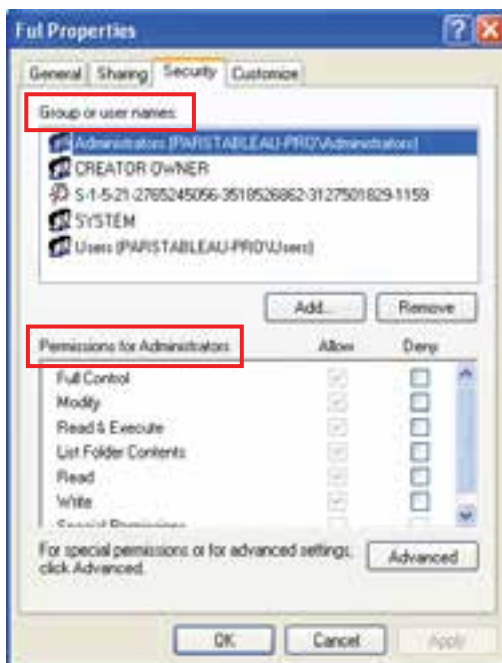 Ful Properties
General Sharing Security Customize
Group or user names:
Administrators (PARSTABLEAU-PRO\Administrators)
CREATOR OWNER
S-1-5-21-2765245056-3518526862-3127501829-1159
SYSTEM
Users (PARSTABLEAU-PRO\Users)
Add... Remove
Permissions for Administrators Allow Deny
Full Control
Modify
Read & Execute
List Folder Contents
Read
Write
Special Permissions
For special permissions or for advanced settings,
click Advanced.
Advanced
OK Cancel Apply